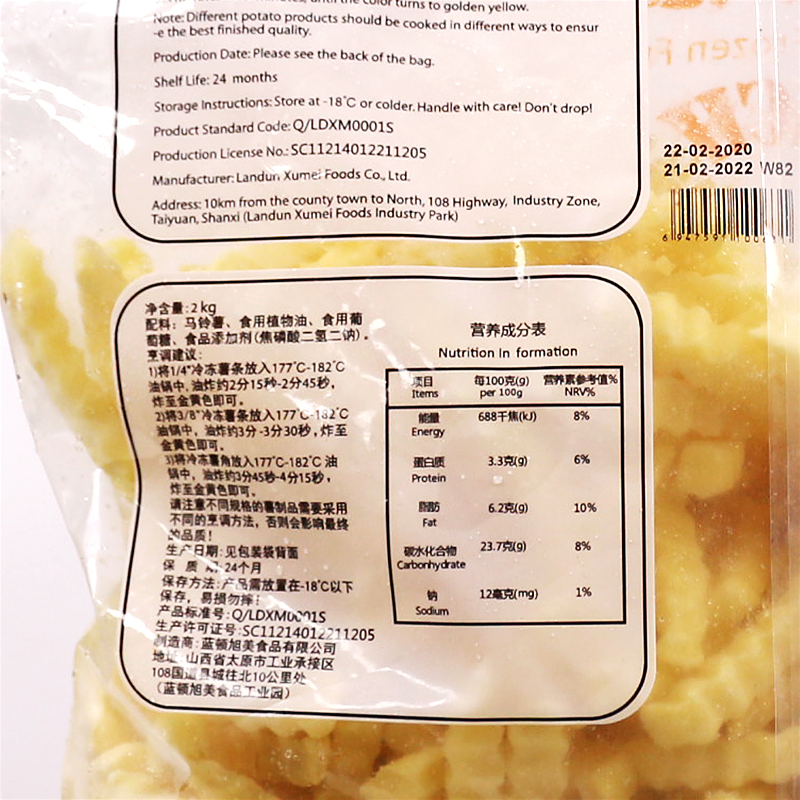 until the color turns to golden yellow.
Note: Different potato products should be cooked in different ways to ensur
-e the best finished quality.
Production Date: Please see the back of the bag.
Shelf Life: 24 months
Storage Instructions: Store at -18°C or colder. Handle with care! Don't drop!
Product Standard Code: Q/LDXM0001S
Production License No.: SC11214012211205
Manufacturer: Landun Xumei Foods Co., Ltd.
Address: 10km from the county town to North, 108 Highway, Industry Zone,
Taiyuan, Shanxi (Landun Xumei Foods Industry Park)
22-02-2020
21-02-2022 W82
净含量: 2 kg
配料: 马铃薯、食用植物油、食用葡
萄糖、食品添加剂(焦磷酸二氢二钠)。
烹调建议:
1)将1/4"冷冻薯条放入177°C-182°C
油锅中,油炸约2分15秒-2分45秒,
炸至金黄色即可。
2)将3/8"冷冻薯条放入177°C-182°C
油锅中,油炸约3分-3分30秒,炸至
金黄色即可。
3)将冷冻薯角放入177°C-182°C 油
锅中,油炸约3分45秒-4分15秒,
炸至金黄色即可。
请注意不同规格的薯制品需要采用
不同的烹调方法,否则会影响最终
的品质!
生产日期: 见包装袋背面
保 质 期: 24个月
保存方法: 产品需放置在-18°C以下
保存,易损勿摔!
产品标准号: Q/LDXM0001S
生产许可证号: SC11214012211205
制造商: 蓝顿旭美食品有限公司
地址: 山西省太原市工业承接区
108国道县城往北10公里处
(蓝顿旭美食品工业园)
营养成分表
Nutrition In formation
项目 每100克(g) 营养素参考值%
Items per 100g NRV%
能量 688千焦(kJ) 8%
Energy
蛋白质 3.3克(g) 6%
Protein
脂肪 6.2克(g) 10%
Fat
碳水化合物 23.7克(g) 8%
Carbonhydrate
钠 12毫克(mg) 1%
Sodium